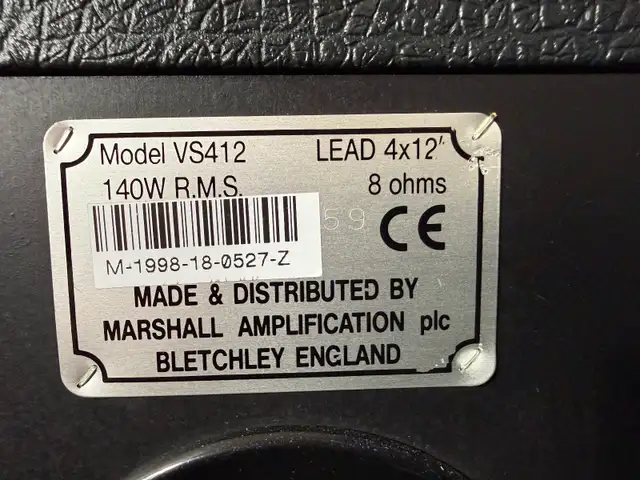 Model VS412 LEAD 4x12"
140W R.M.S. 8 ohms
59 CE
M-1998-18-0527-Z
MADE & DISTRIBUTED BY
MARSHALL AMPLIFICATION plc
BLETCHLEY ENGLAND